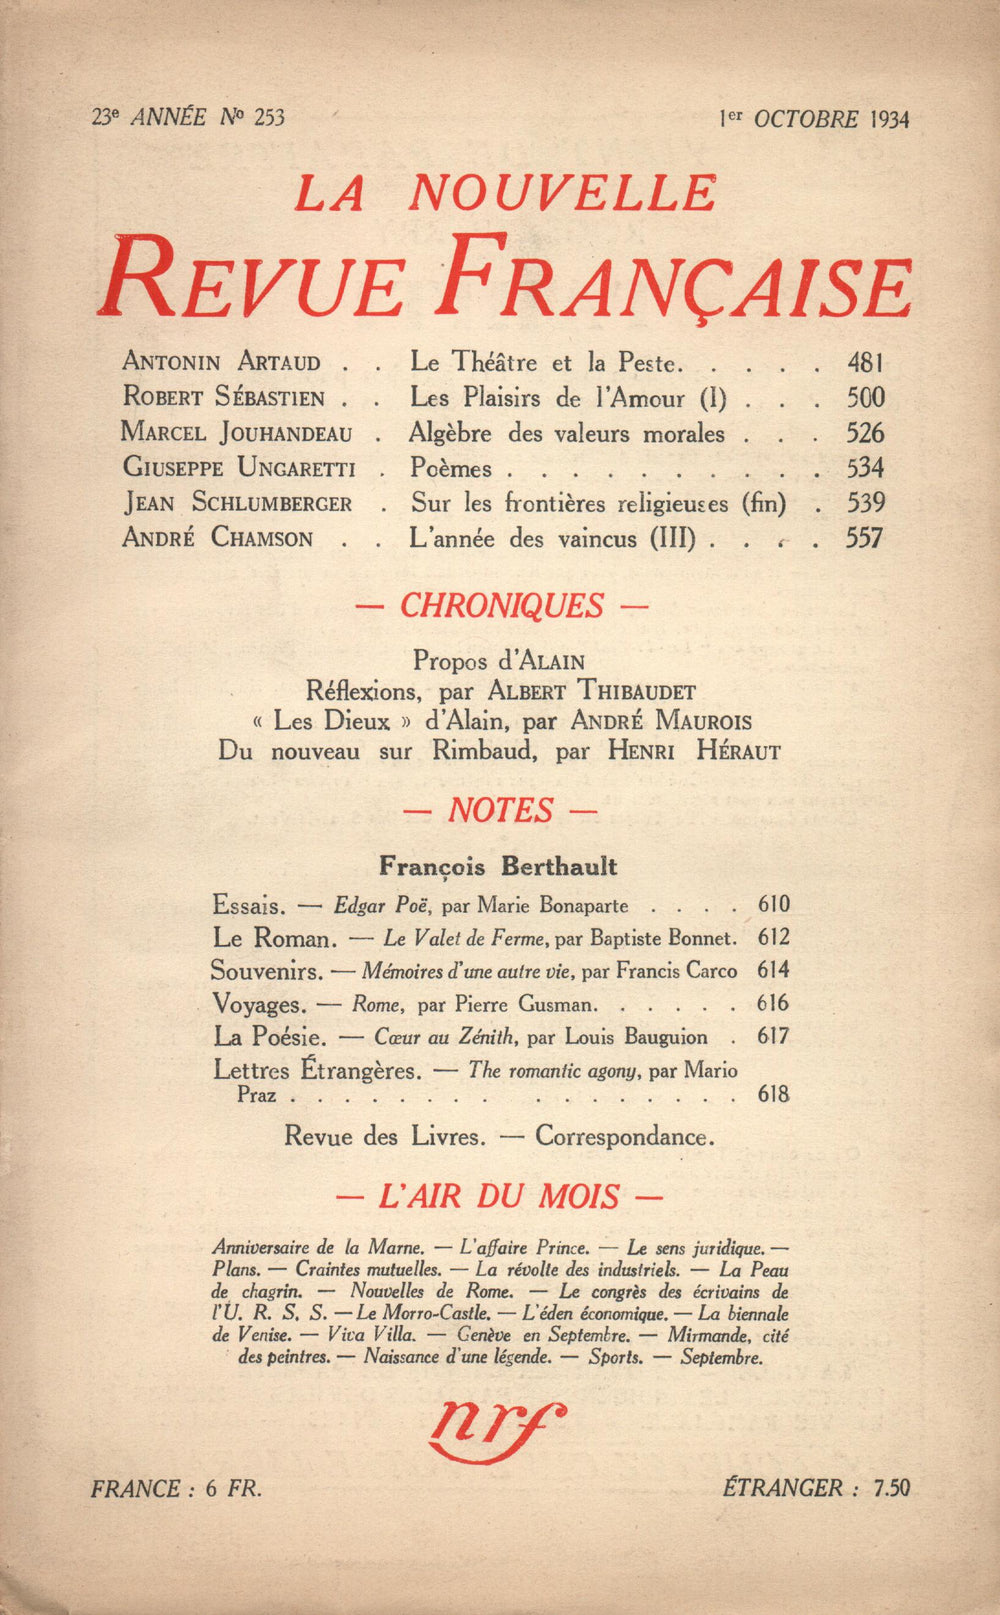 23e ANNÉE No 253
1er OCTOBRE 1934
LA NOUVELLE
REVUE FRANÇAISE
ANTONIN ARTAUD . . Le Théâtre et la Peste. . . . . 481
ROBERT SÉBASTIEN . . Les Plaisirs de l'Amour (I) . . . 500
MARCEL JOUHANDEAU . Algèbre des valeurs morales . . . 526
GIUSEPPE UNGARETTI . Poèmes . . . . . . . . . . 534
JEAN SCHLUMBERGER . Sur les frontières religieuses (fin) . 539
ANDRÉ CHAMSON . . L'année des vaincus (III) . . . . 557
— CHRONIQUES —
Propos d'ALAIN
Réflexions, par ALBERT THIBAUDET
« Les Dieux » d'Alain, par ANDRÉ MAUROIS
Du nouveau sur Rimbaud, par HENRI HÉRAUT
— NOTES —
François Berthault
Essais. — Edgar Poë, par Marie Bonaparte . . . . 610
Le Roman. — Le Valet de Ferme, par Baptiste Bonnet. 612
Souvenirs. — Mémoires d'une autre vie, par Francis Carco 614
Voyages. — Rome, par Pierre Gusman. . . . . . 616
La Poésie. — Cœur au Zénith, par Louis Bauguion . 617
Lettres Étrangères. — The romantic agony, par Mario
Praz . . . . . . . . . . . . . . . . 618
Revue des Livres. — Correspondance.
— L'AIR DU MOIS —
Anniversaire de la Marne. — L'affaire Prince. — Le sens juridique. —
Plans. — Craintes mutuelles. — La révolte des industriels. — La Peau
de chagrin. — Nouvelles de Rome. — Le congrès des écrivains de
l'U. R. S. S. — Le Morro-Castle. — L'éden économique. — La biennale
de Venise. — Viva Villa. — Genève en Septembre. — Mirmande, cité
des peintres. — Naissance d'une légende. — Sports. — Septembre.
nrf
FRANCE : 6 FR.
ÉTRANGER : 7.50